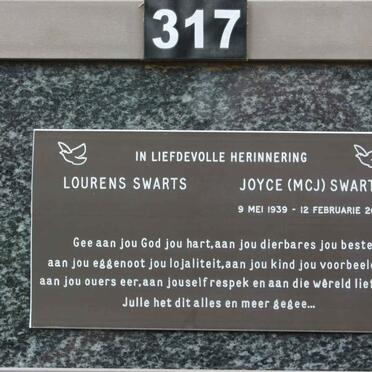 317
IN LIEFDEVOLLE HERINNERING
LOURENS SWARTS JOYCE (MCJ) SWART
9 MEI 1939 - 12 FEBRUARIE 20
Gee aan jou God jou hart,aan jou dierbares jou beste
aan jou eggenoot jou lojaliteit,aan jou kind jou voorbeel
aan jou ouers eer,aan jouself respek en aan die wêreld lief
Julle het dit alles en meer gegee...